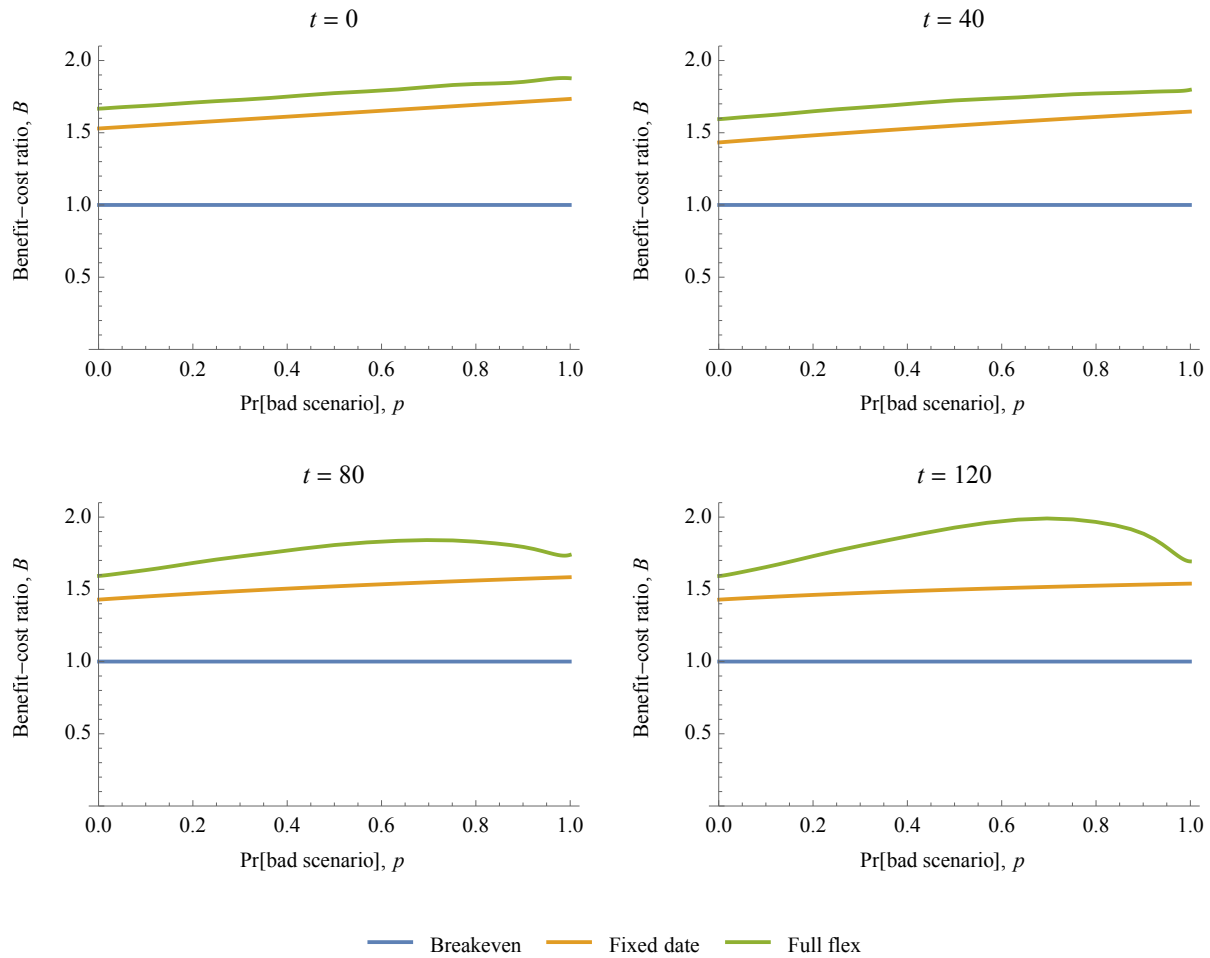 t = 0
2.0
1.5
1.0
0.5
0.0 0.2 0.4 0.6 0.8 1.0
Benefit−cost ratio, B
Pr[bad scenario], p
t = 40
2.0
1.5
1.0
0.5
0.0 0.2 0.4 0.6 0.8 1.0
Benefit−cost ratio, B
Pr[bad scenario], p
t = 80
2.0
1.5
1.0
0.5
0.0 0.2 0.4 0.6 0.8 1.0
Benefit−cost ratio, B
Pr[bad scenario], p
t = 120
2.0
1.5
1.0
0.5
0.0 0.2 0.4 0.6 0.8 1.0
Benefit−cost ratio, B
Pr[bad scenario], p
Breakeven Fixed date Full flex